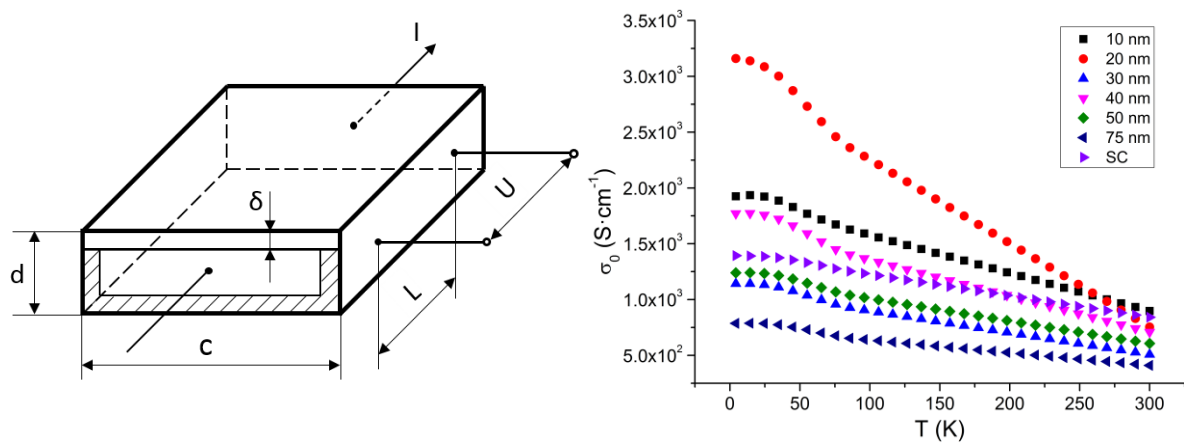 I
δ
d
U
L
c
3.5x10³
3.0x10³
2.5x10³
2.0x10³
1.5x10³
1.0x10³
5.0x10²
σ₀ (S·cm⁻¹)
10 nm
20 nm
30 nm
40 nm
50 nm
75 nm
SC
0 50 100 150 200 250 300
T (K)